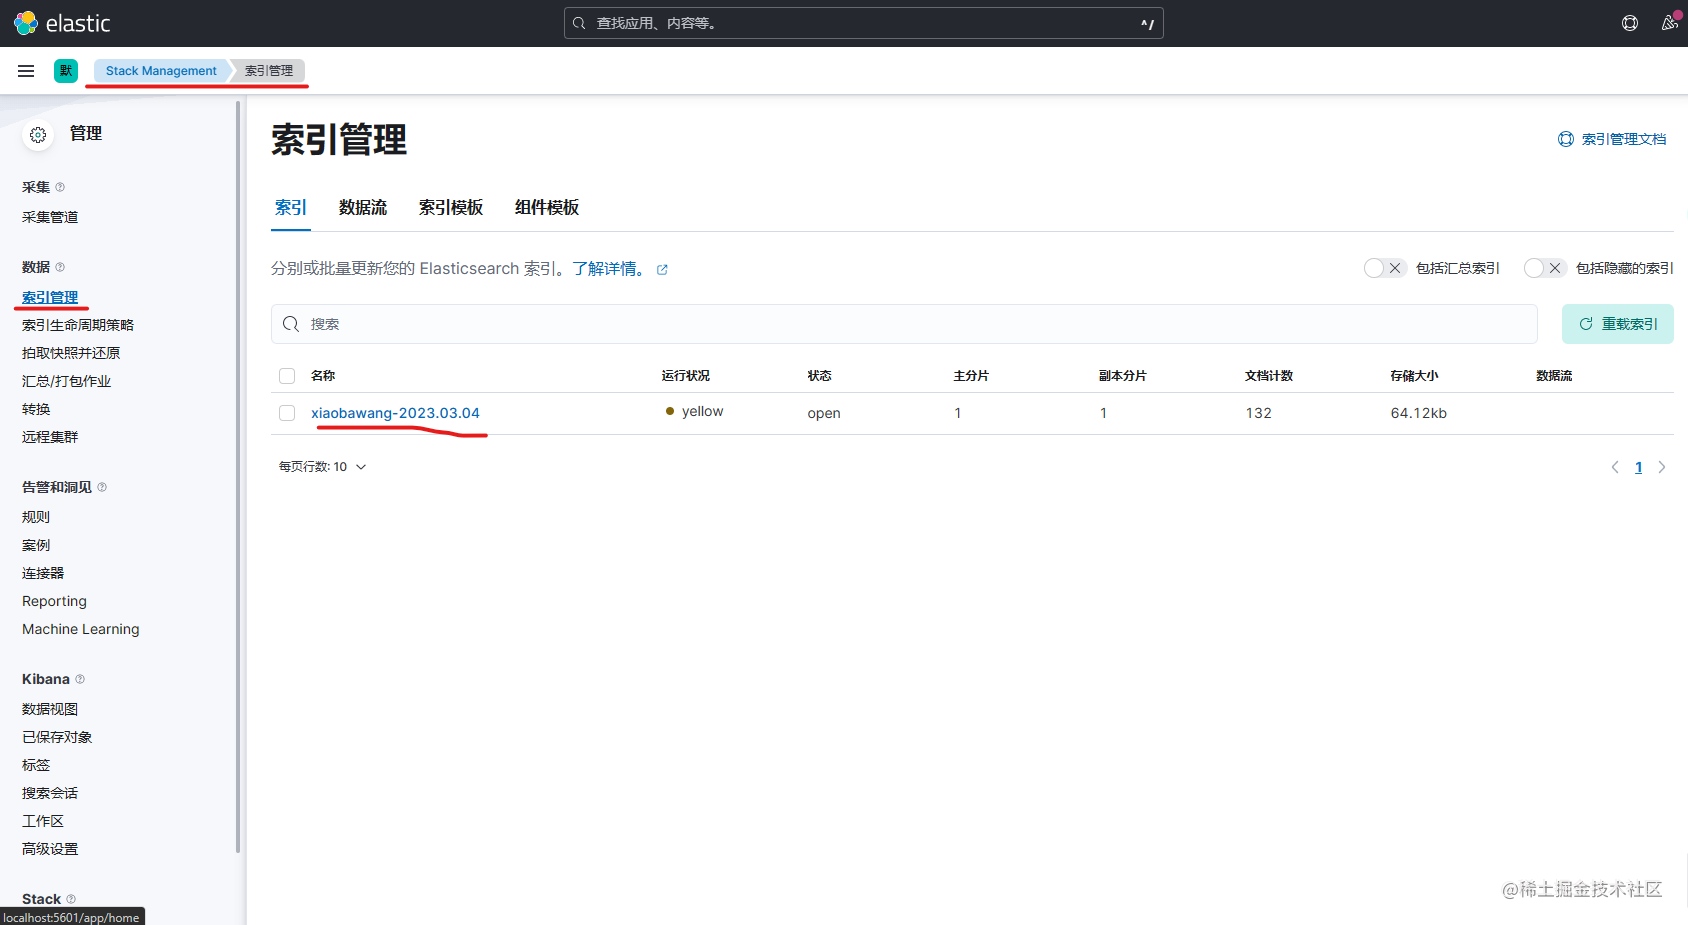 elastic
查找应用、内容等。
^/
默
Stack Management
索引管理
管理
采集
采集管道
数据
索引管理
索引生命周期策略
拍取快照并还原
汇总/打包作业
转换
远程集群
告警和洞见
规则
案例
连接器
Reporting
Machine Learning
Kibana
数据视图
已保存对象
标签
搜索会话
工作区
高级设置
Stack
localhost:5601/app/home
索引管理
索引管理文档
索引 数据流 索引模板 组件模板
分别或批量更新您的 Elasticsearch 索引。了解详情。
包括汇总索引 包括隐藏的索引
搜索
重载索引
名称 运行状况 状态 主分片 副本分片 文档计数 存储大小 数据流
xiaobawang-2023.03.04 yellow open 1 1 132 64.12kb
每页行数: 10
1
@稀土掘金技术社区